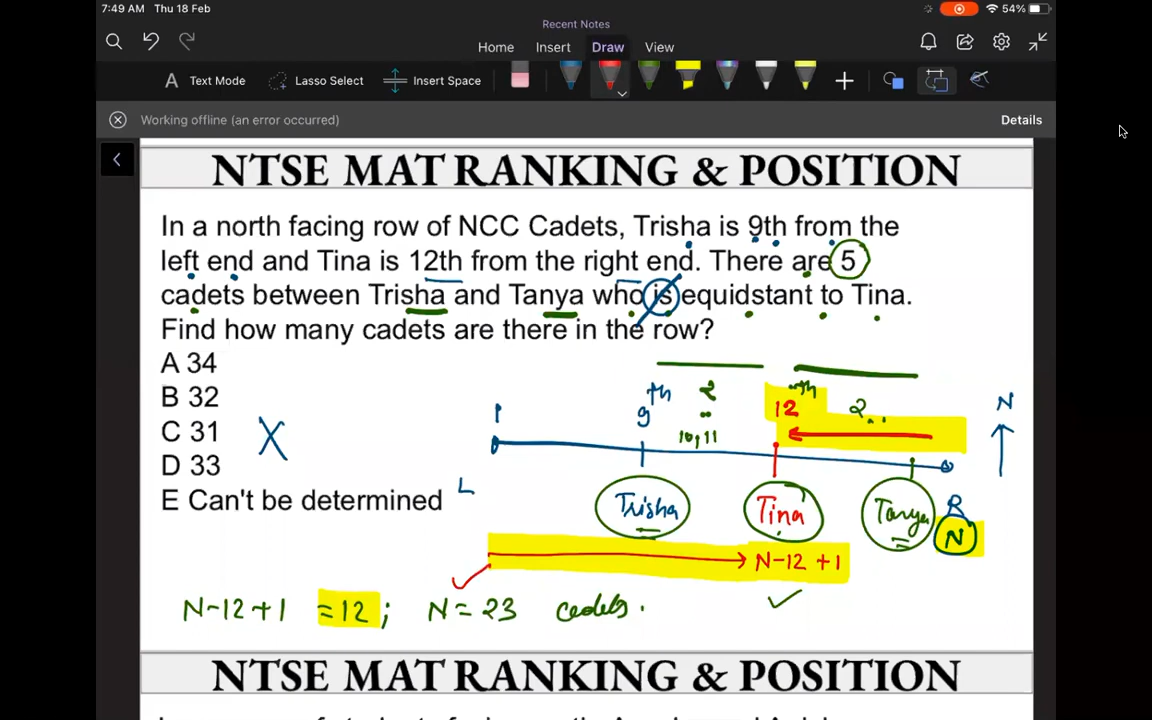 7:49 AM Thu 18 Feb
54%
Recent Notes
Home Insert Draw View
Text Mode Lasso Select Insert Space
Working offline (an error occurred) Details
NTSE MAT RANKING & POSITION
In a north facing row of NCC Cadets, Trisha is 9th from the
left end and Tina is 12th from the right end. There are 5
cadets between Trisha and Tanya who is equidstant to Tina.
Find how many cadets are there in the row?
A 34
B 32
C 31
D 33
E Can't be determined
X
1 9th 2 12th 2 N
10, 11
L Trisha Tina Tanya R
N
N-12 +1
N-12+1 =12; N=23 cadets.
NTSE MAT RANKING & POSITION